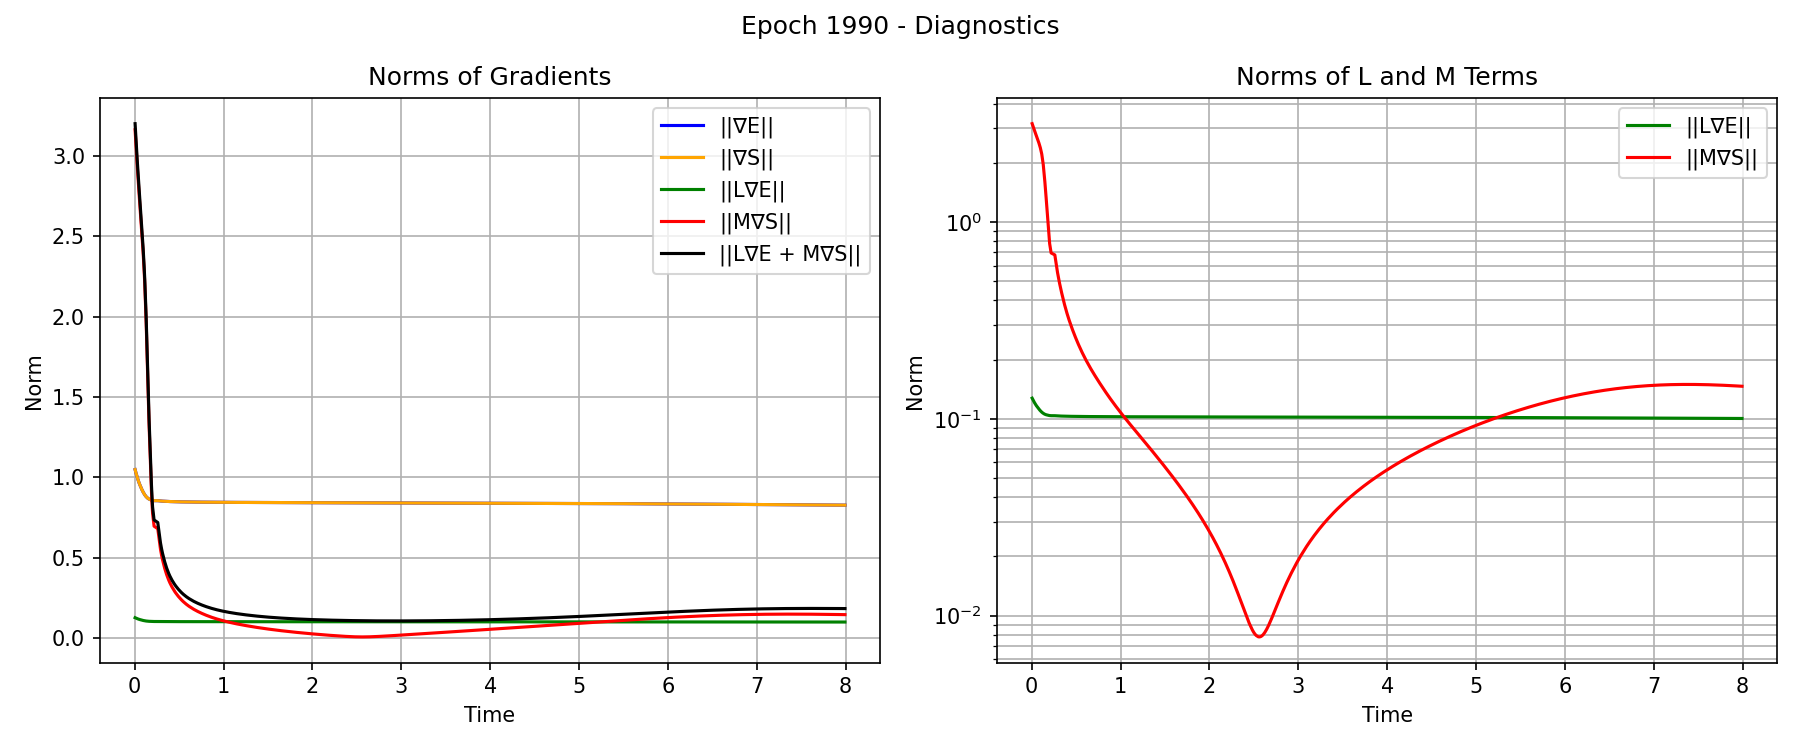 Epoch 1990 - Diagnostics
Norms of Gradients
Norm
3.0
2.5
2.0
1.5
1.0
0.5
0.0
||∇E||
||∇S||
||L∇E||
||M∇S||
||L∇E + M∇S||
0 1 2 3 4 5 6 7 8
Time
Norms of L and M Terms
Norm
10⁰
10⁻¹
10⁻²
||L∇E||
||M∇S||
0 1 2 3 4 5 6 7 8
Time